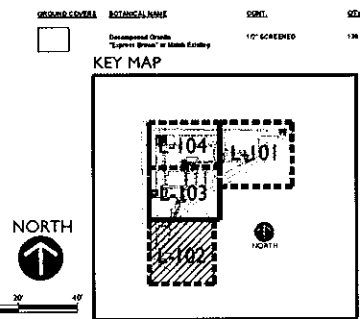 GROUND COVERS BOTANICAL NAME CONT. QTY
Decomposed Granite 1/2" SCREENED
"Express Brown" or Match Existing
KEY MAP
L-104
L-101
L-103
L-102
NORTH
NORTH
20' 40'